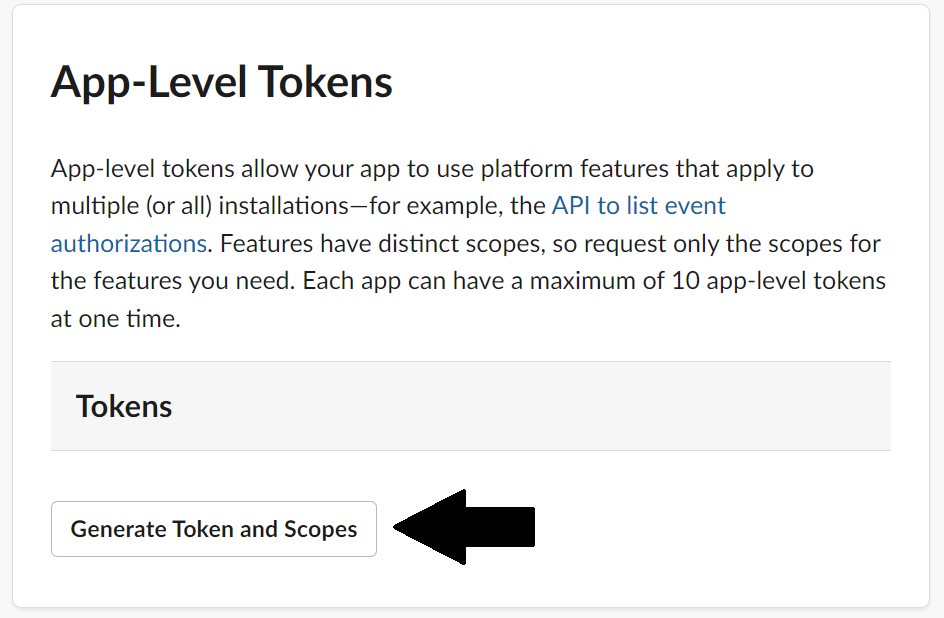 App-Level Tokens
App-level tokens allow your app to use platform features that apply to
multiple (or all) installations—for example, the API to list event
authorizations. Features have distinct scopes, so request only the scopes for
the features you need. Each app can have a maximum of 10 app-level tokens
at one time.
Tokens
Generate Token and Scopes